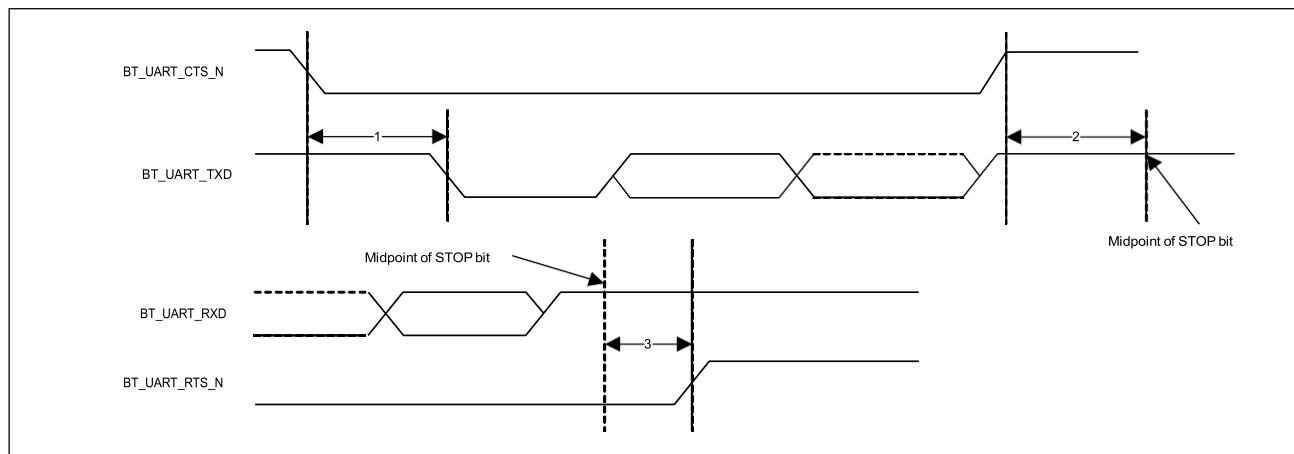 BT_UART_CTS_N
1
2
BT_UART_TXD
Midpoint of STOP bit
Midpoint of STOP bit
BT_UART_RXD
3
BT_UART_RTS_N